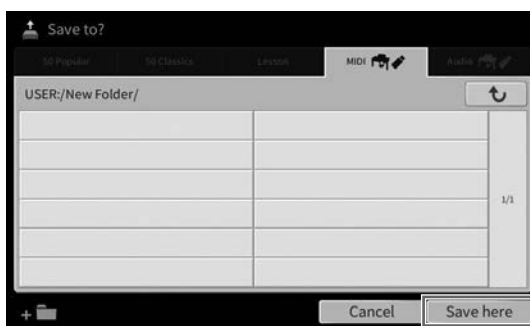 Save to?
50 Popular 50 Classics Lesson MIDI Audio
USER:/New Folder/
1/1
+ Cancel Save here